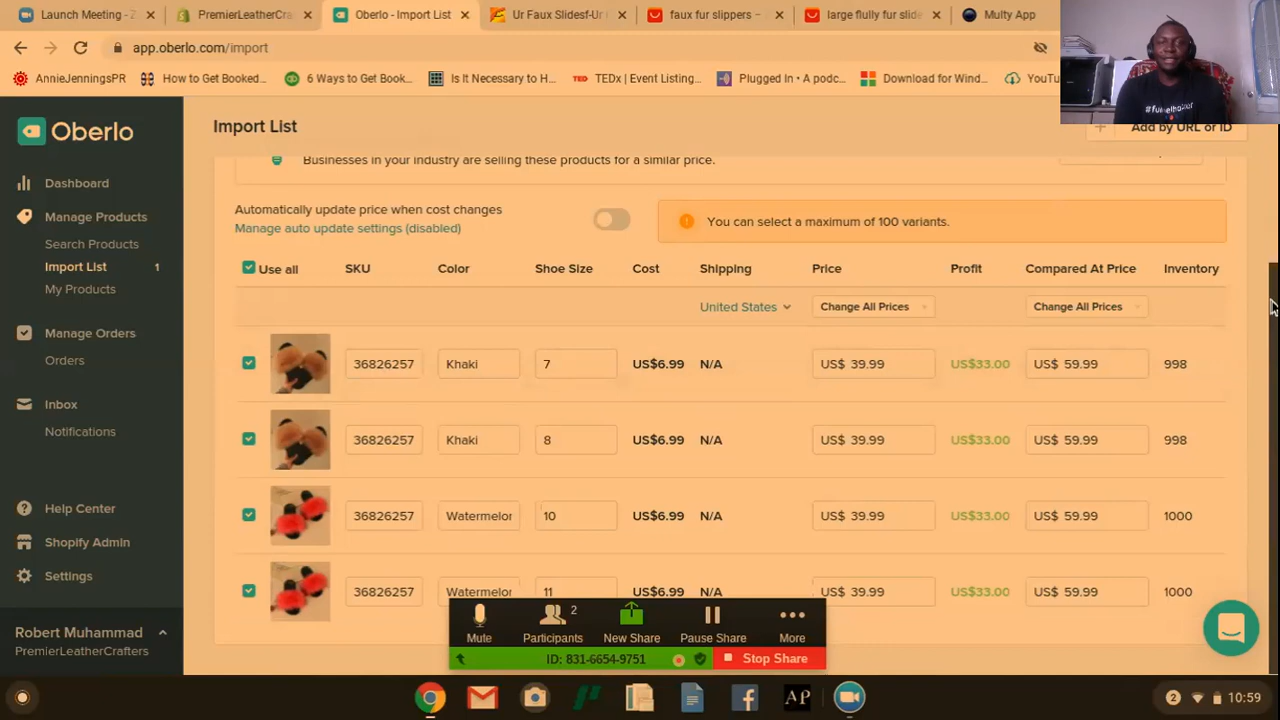 Launch Meeting - Z
PremierLeatherCra
Oberlo - Import List
Ur Faux Slidesf-Ur F
faux fur slippers –
large flully fur slide
Multy App
app.oberlo.com/import
AnnieJenningsPR
How to Get Booked...
6 Ways to Get Book...
Is It Necessary to H...
TED
TEDx | Event Listing...
Plugged In • A podc...
Download for Wind...
YouTu
Oberlo
Import List
Add by URL or ID
Businesses in your industry are selling these products for a similar price.
Dashboard
Manage Products
Search Products
Import List 1
My Products
Manage Orders
Orders
Inbox
Notifications
Help Center
Shopify Admin
Settings
Robert Muhammad
PremierLeatherCrafters
Automatically update price when cost changes
Manage auto update settings (disabled)
You can select a maximum of 100 variants.
Use all SKU Color Shoe Size Cost Shipping Price Profit Compared At Price Inventory
United States Change All Prices Change All Prices
36826257 Khaki 7 US$6.99 N/A US$ 39.99 US$33.00 US$ 59.99 998
36826257 Khaki 8 US$6.99 N/A US$ 39.99 US$33.00 US$ 59.99 998
36826257 Watermelor 10 US$6.99 N/A US$ 39.99 US$33.00 US$ 59.99 1000
36826257 Watermelor 11 US$6.99 N/A US$ 39.99 US$33.00 US$ 59.99 1000
2
Mute Participants New Share Pause Share More
ID: 831-6654-9751
Stop Share
AP
2 10:59